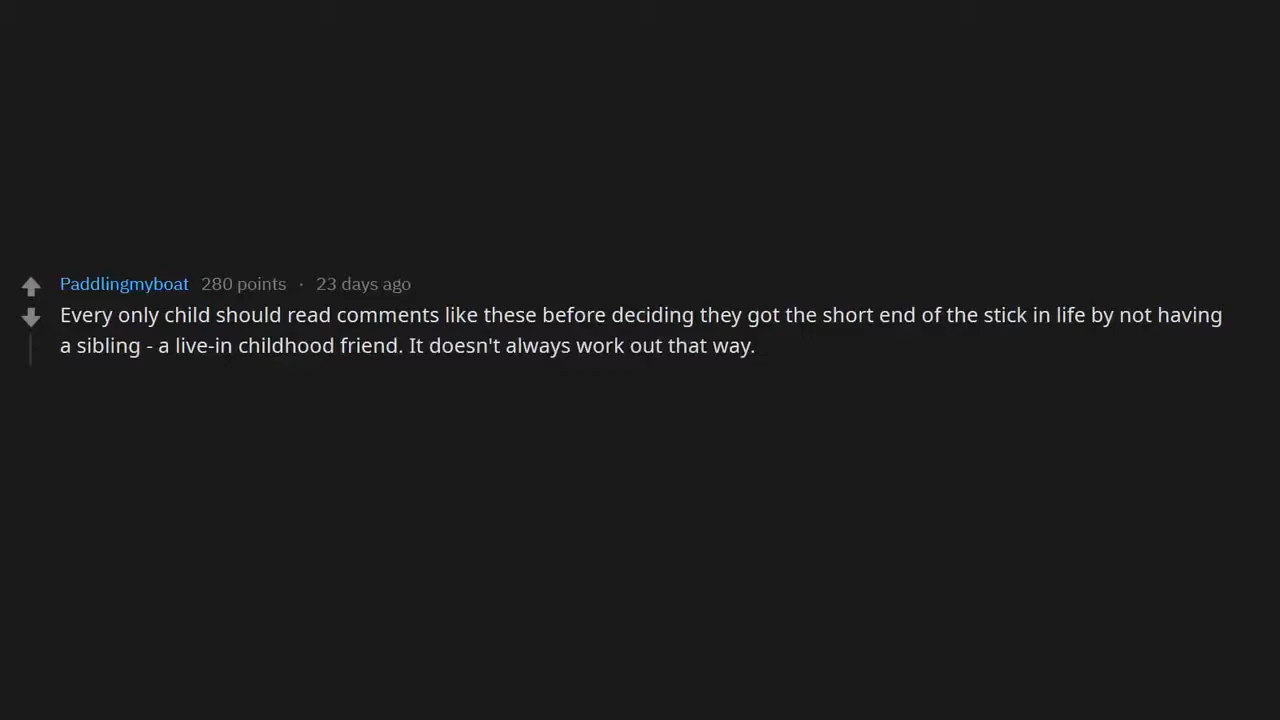 Paddlingmyboat 280 points · 23 days ago
Every only child should read comments like these before deciding they got the short end of the stick in life by not having
a sibling - a live-in childhood friend. It doesn't always work out that way.